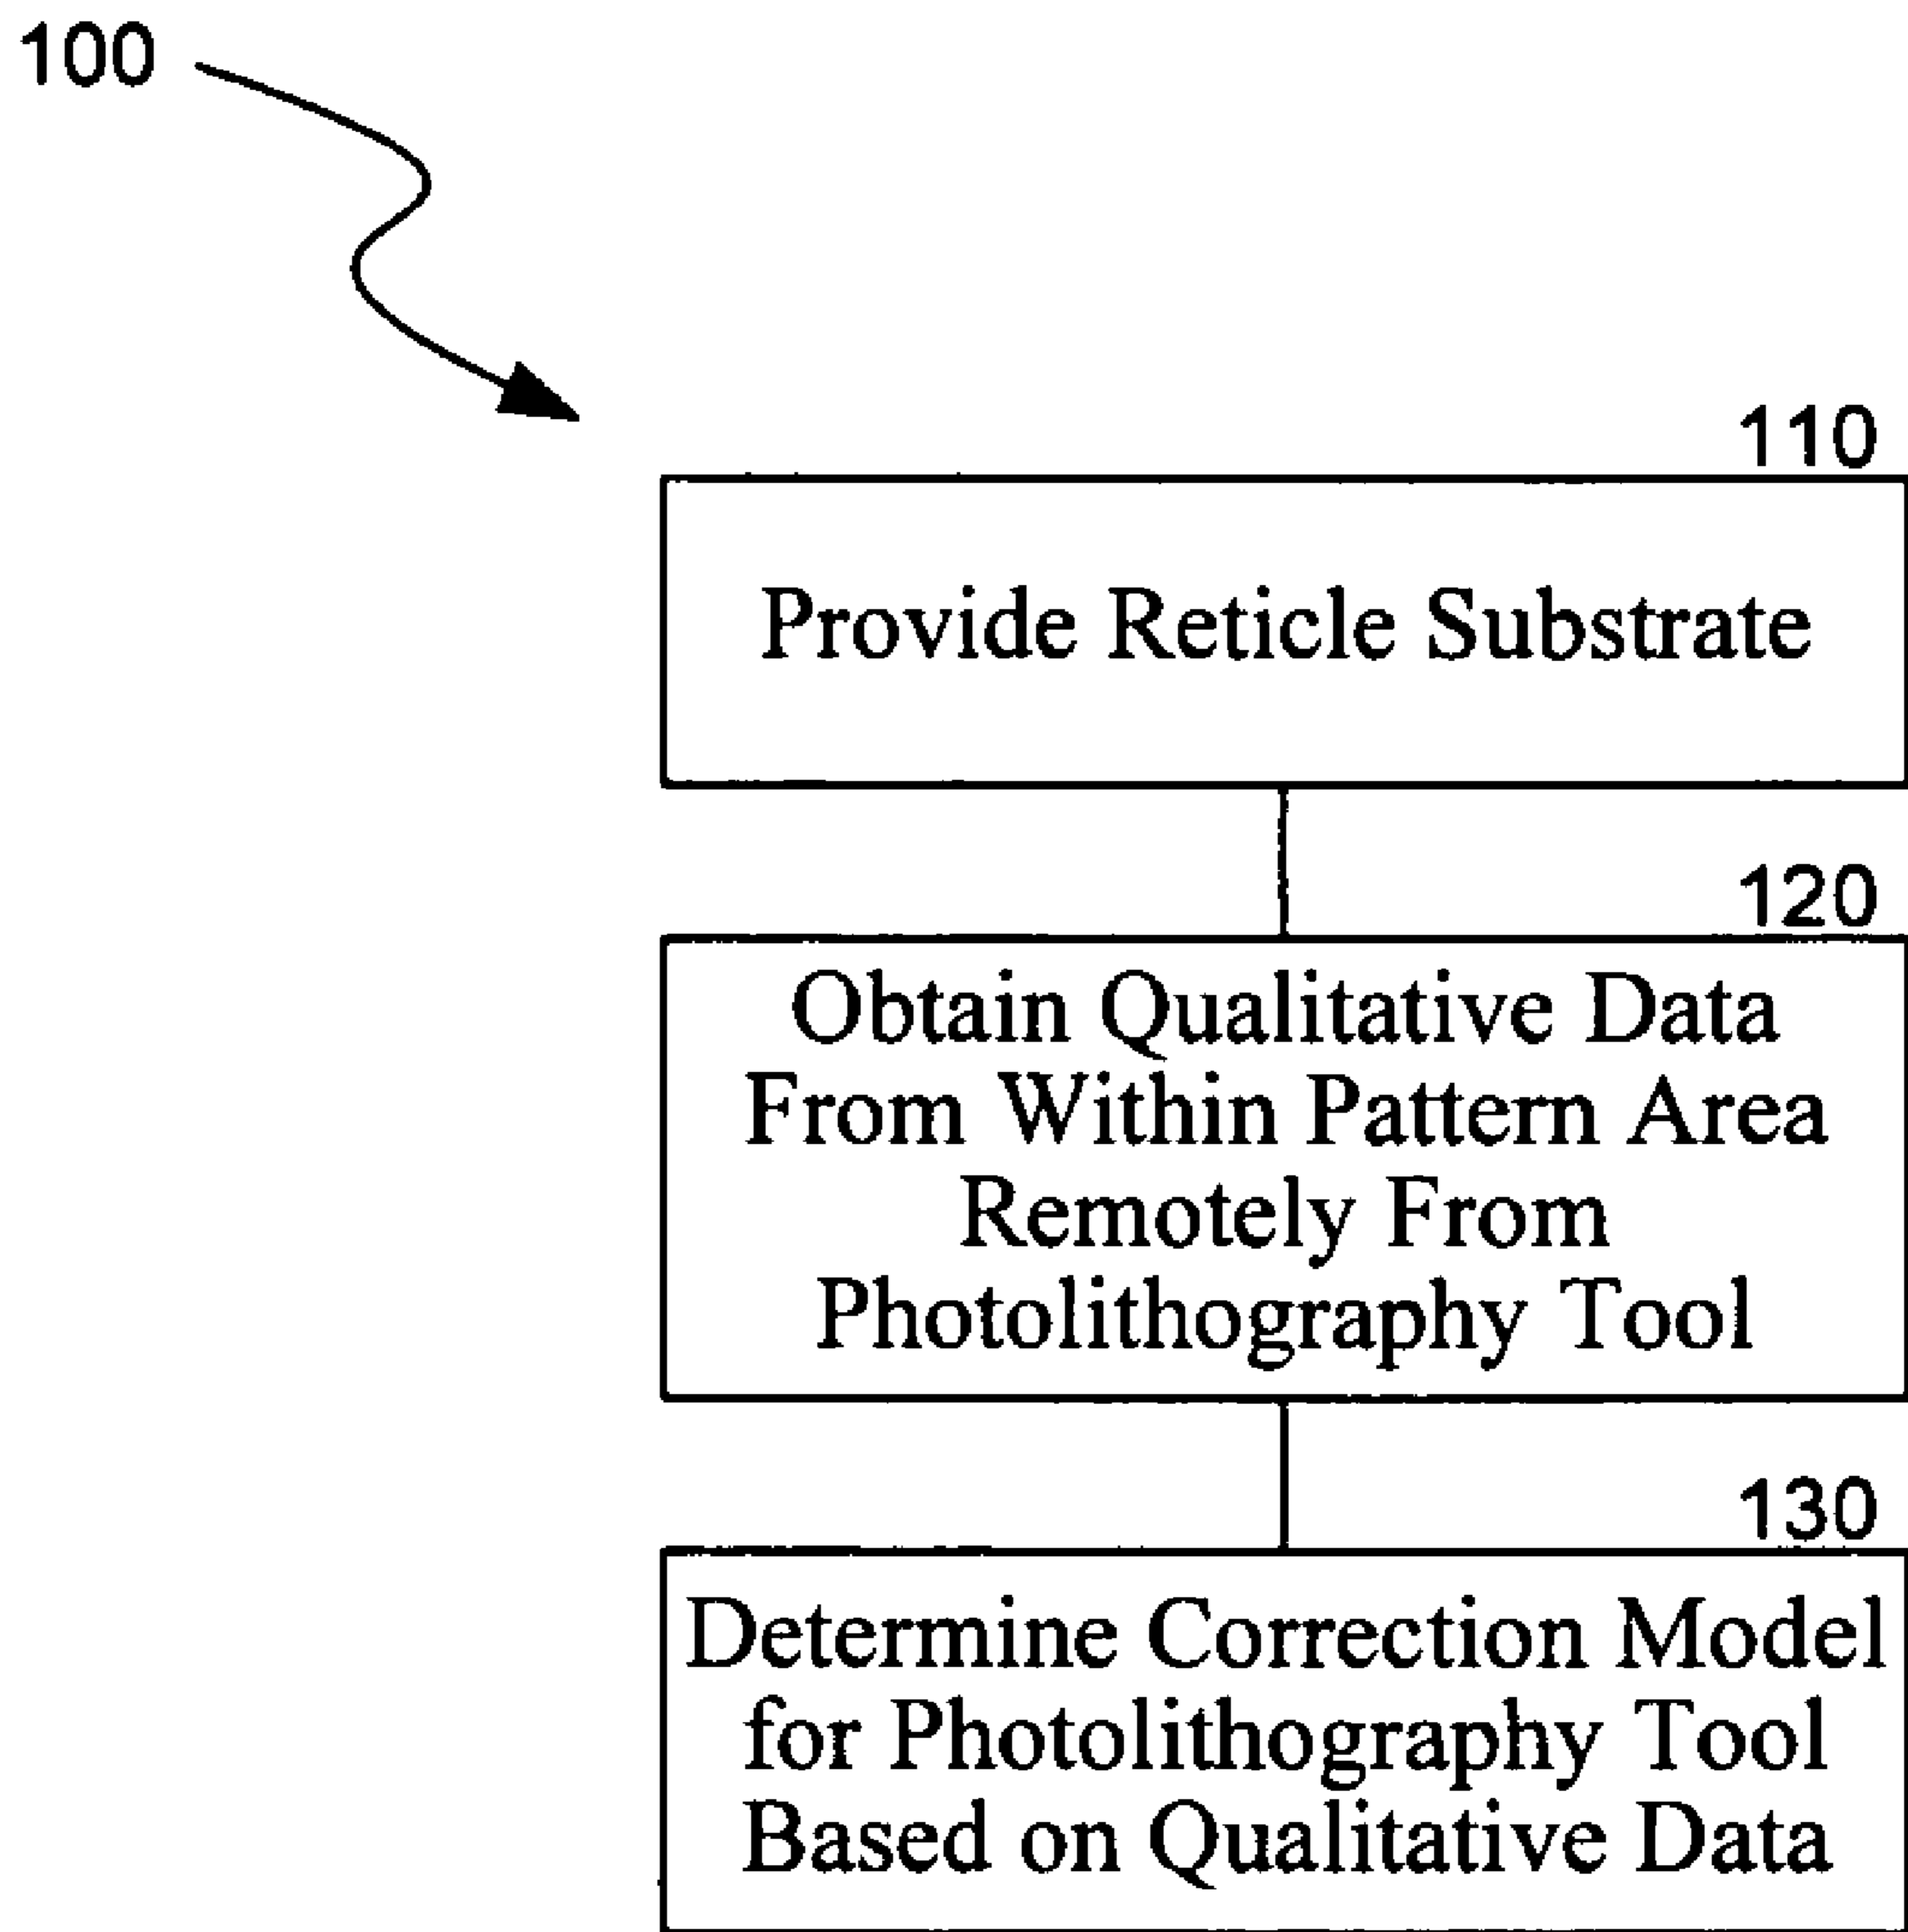 100
110
Provide Reticle Substrate
120
Obtain Qualitative Data
From Within Pattern Area
Remotely From
Photolithography Tool
130
Determine Correction Model
for Photolithography Tool
Based on Qualitative Data